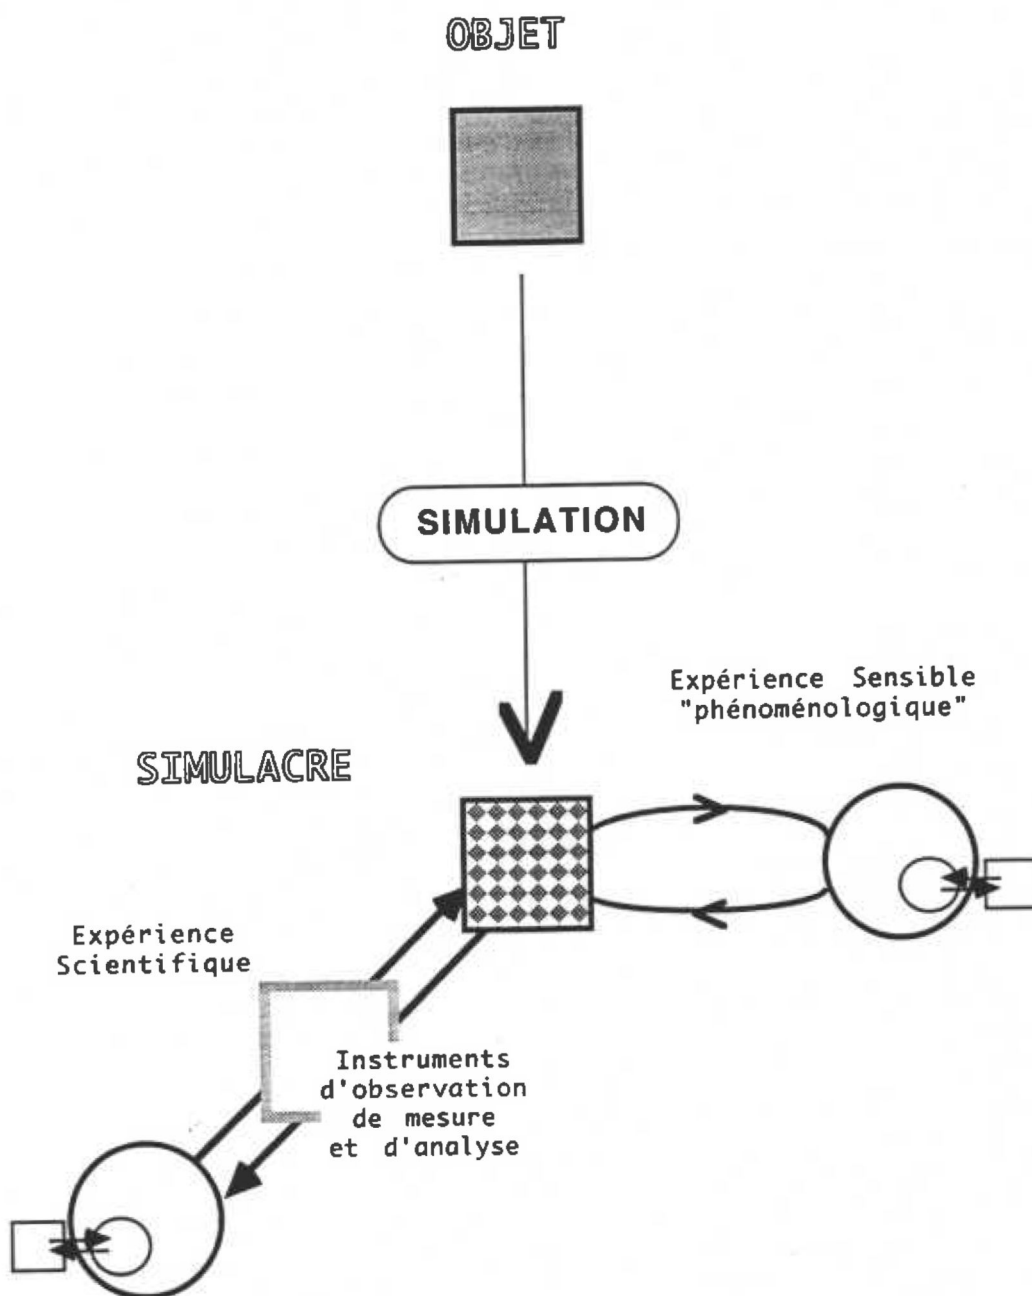 OBJET
SIMULATION
Expérience Sensible
"phénoménologique"
SIMULACRE
Expérience
Scientifique
Instruments
d'observation
de mesure
et d'analyse